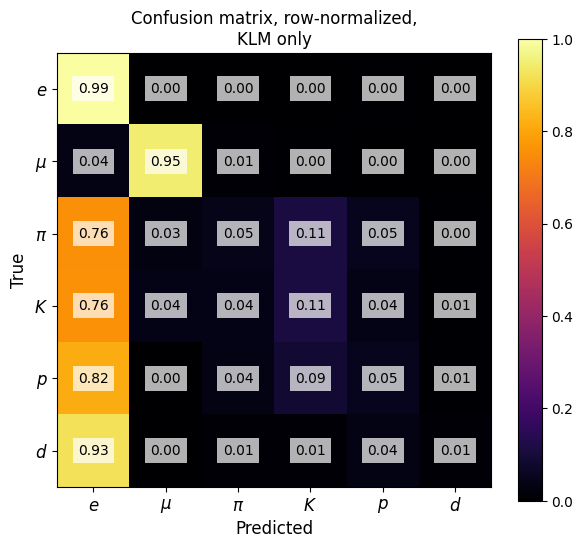 Confusion matrix, row-normalized,
KLM only
True
e 0.99 0.00 0.00 0.00 0.00 0.00
μ 0.04 0.95 0.01 0.00 0.00 0.00
π 0.76 0.03 0.05 0.11 0.05 0.00
K 0.76 0.04 0.04 0.11 0.04 0.01
p 0.82 0.00 0.04 0.09 0.05 0.01
d 0.93 0.00 0.01 0.01 0.04 0.01
e μ π K p d
Predicted
1.0
0.8
0.6
0.4
0.2
0.0